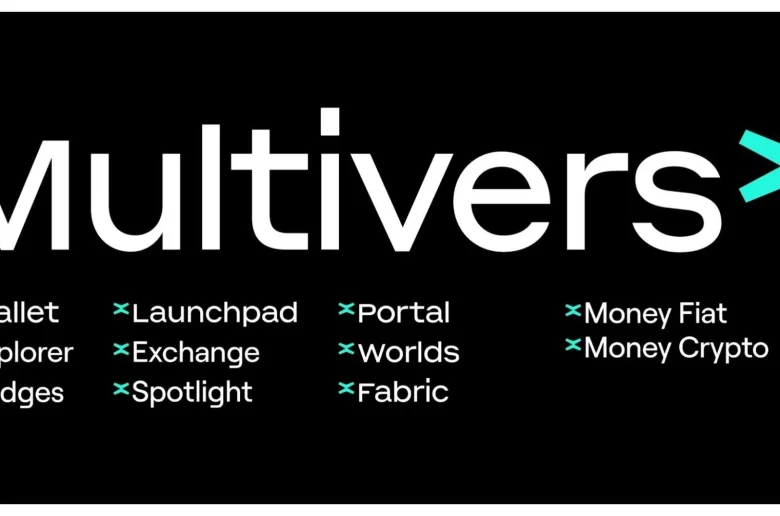 Multivers
allet
Launchpad
Portal
Money Fiat
plorer
Exchange
Worlds
Money Crypto
dges
Spotlight
Fabric